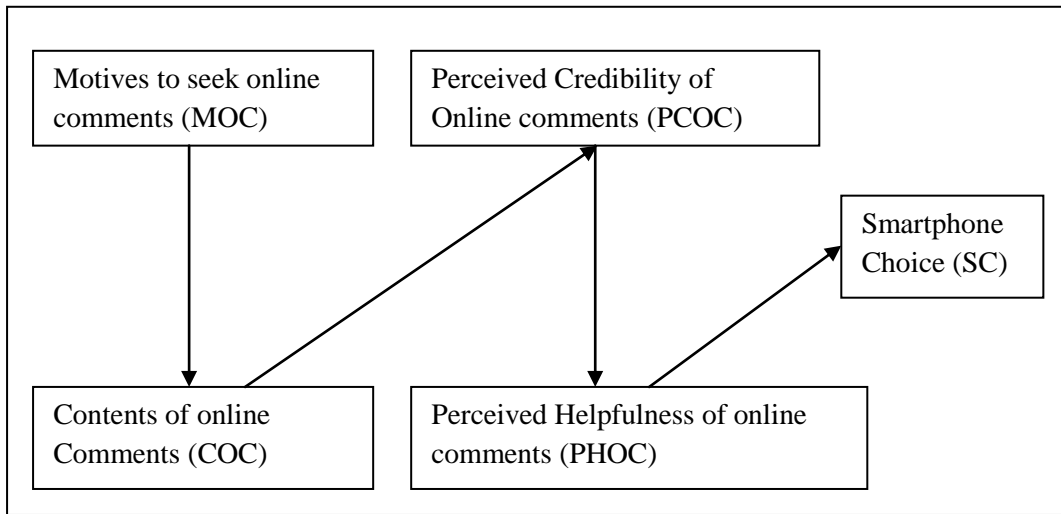 Motives to seek online
comments (MOC)
Perceived Credibility of
Online comments (PCOC)
Smartphone
Choice (SC)
Contents of online
Comments (COC)
Perceived Helpfulness of online
comments (PHOC)